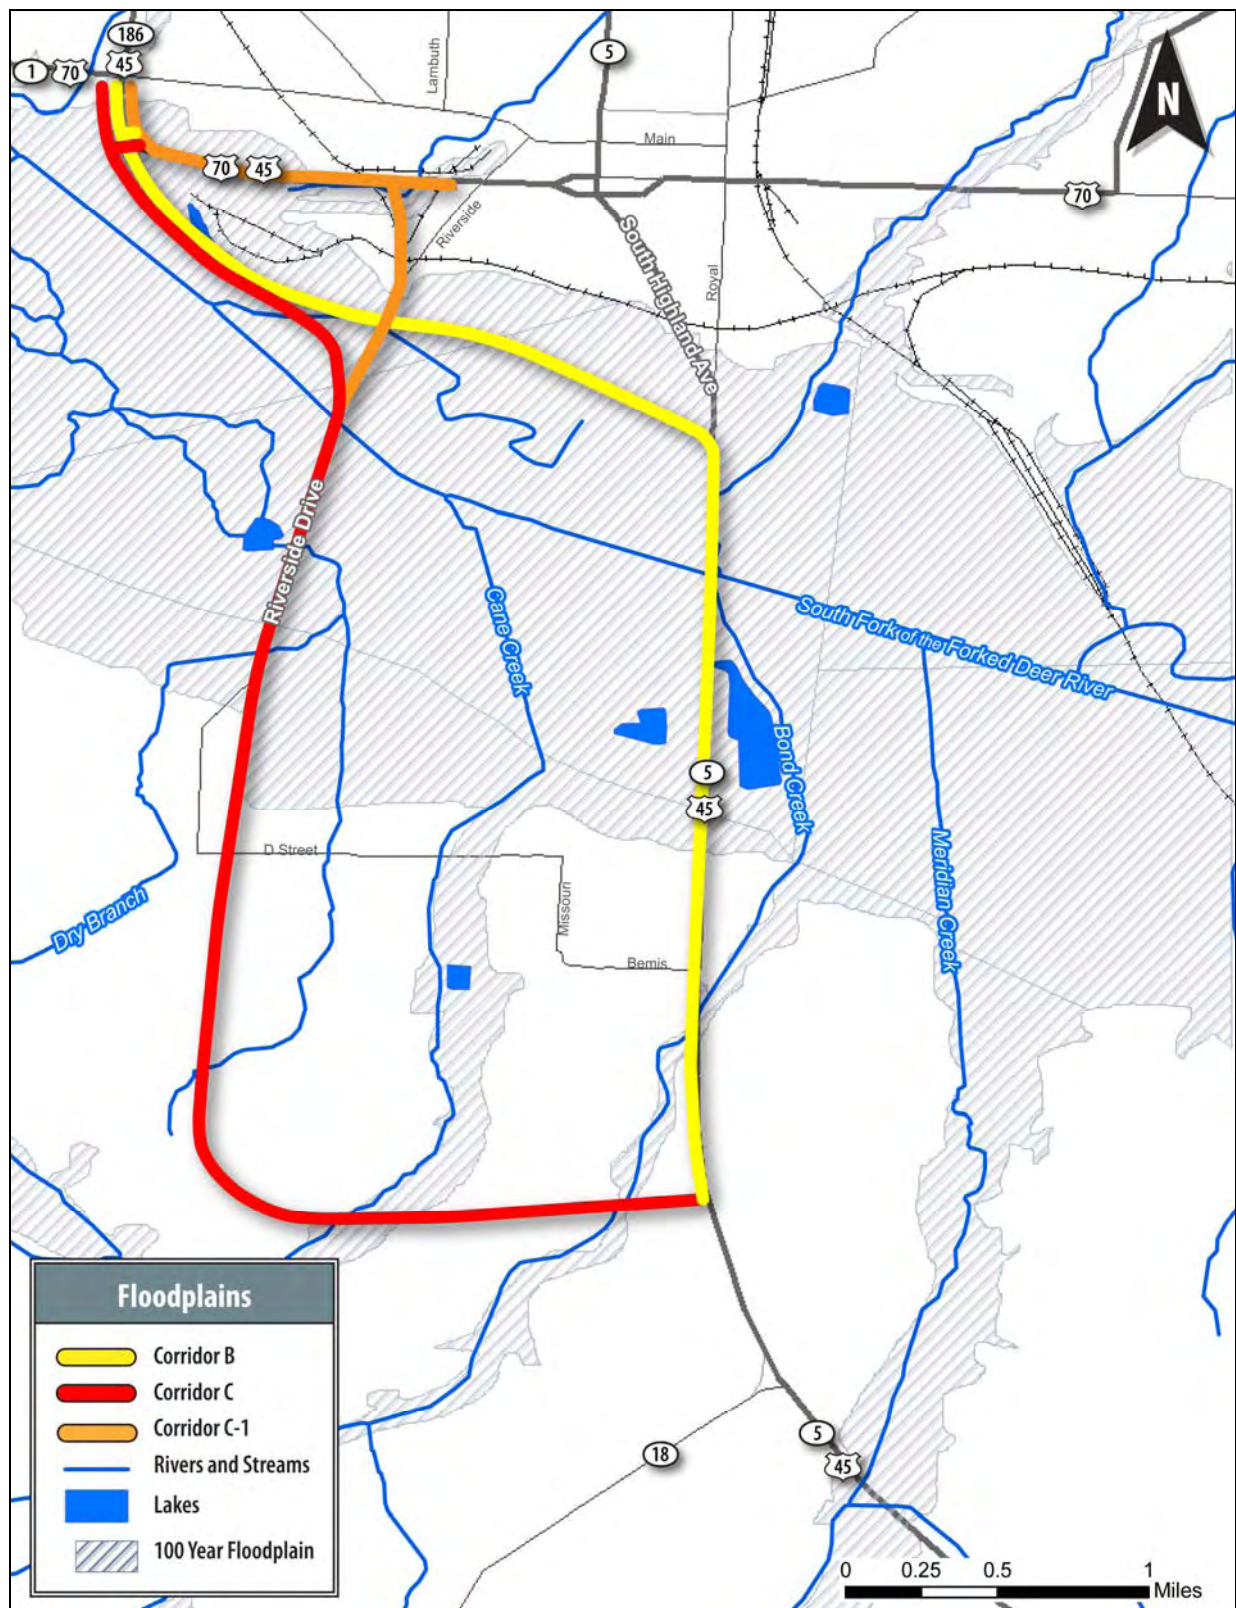 186
5
45
1
70
Lambuth
N
Main
70
45
70
Riverside
South Highland Ave
Royal
Riverside Drive
Cane Creek
South Fork of the Forked Deer River
Bond Creek
5
45
Meridian Creek
D Street
Missouri
Dry Branch
Bemis
Floodplains
Corridor B
Corridor C
Corridor C-1
Rivers and Streams
Lakes
100 Year Floodplain
5
18
45
0 0.25 0.5 1
Miles